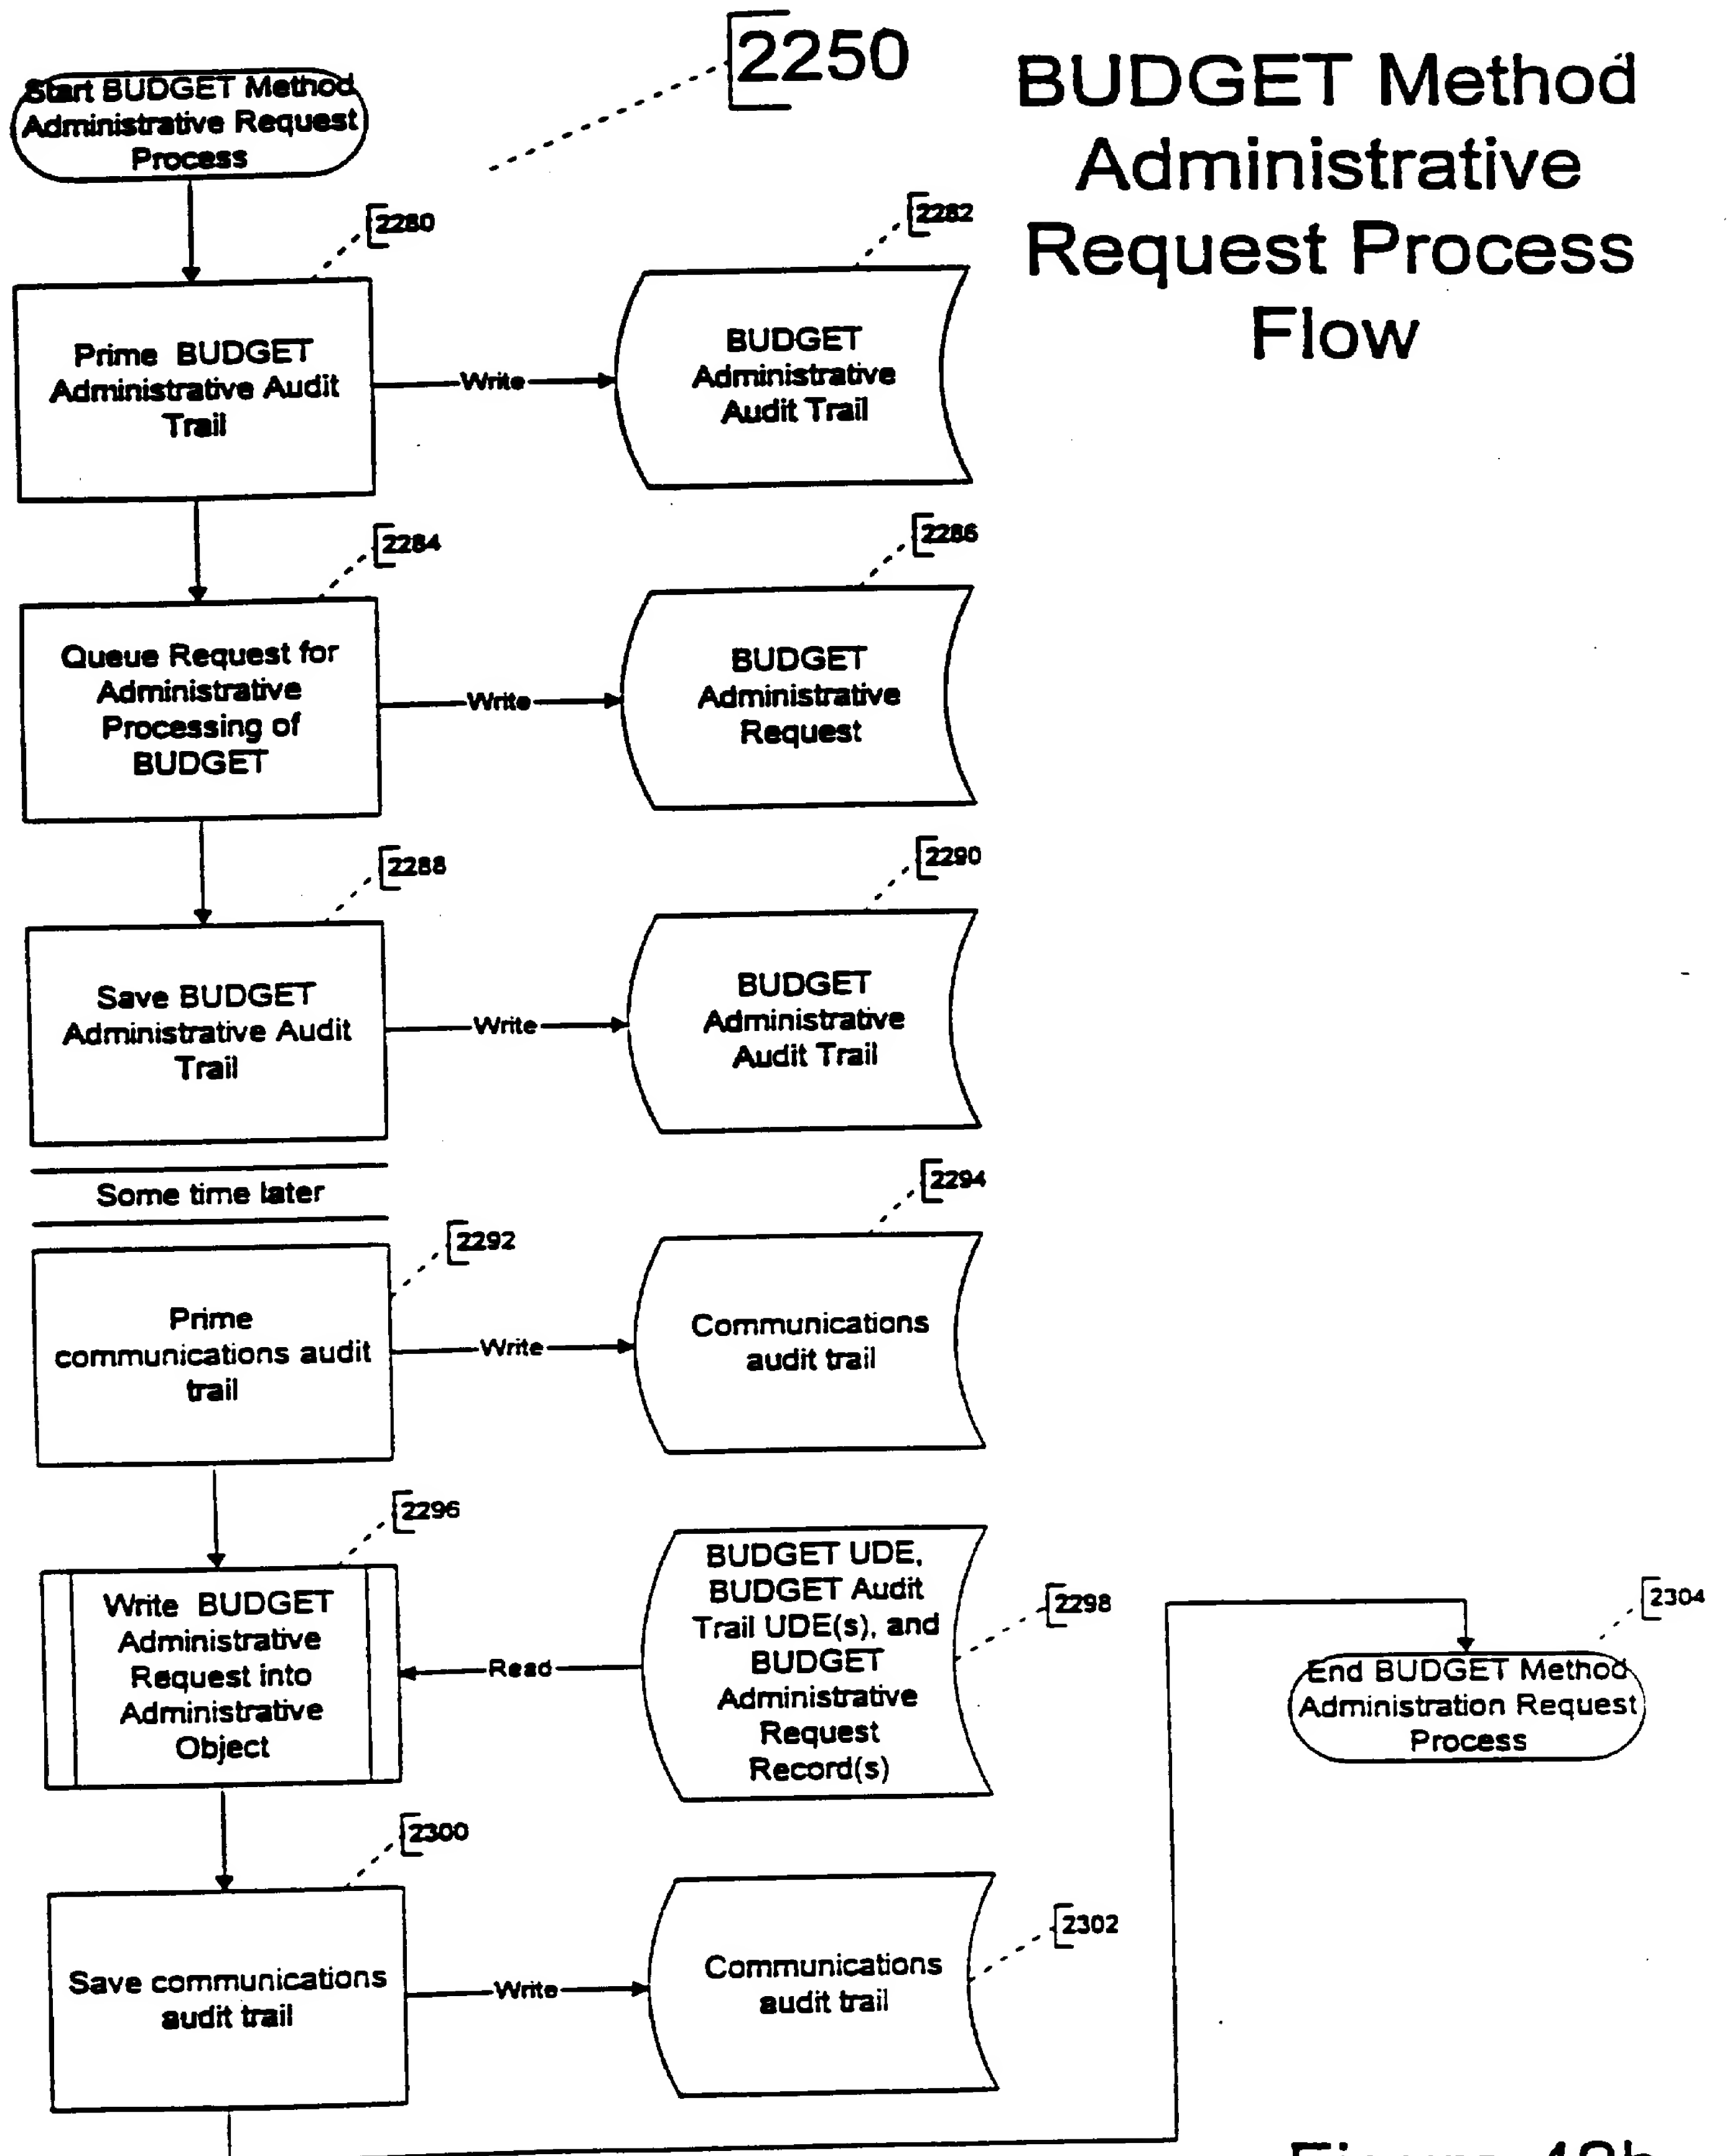 2250
BUDGET Method
Administrative
Request Process
Flow
Start BUDGET Method
Administrative Request
Process
2280
2282
Prime BUDGET
Administrative Audit
Trail
Write
BUDGET
Administrative
Audit Trail
2284
2286
Queue Request for
Administrative
Processing of
BUDGET
Write
BUDGET
Administrative
Request
2288
2290
Save BUDGET
Administrative Audit
Trail
Write
BUDGET
Administrative
Audit Trail
Some time later
2292
2294
Prime
communications audit
trail
Write
Communications
audit trail
2296
2298
Write BUDGET
Administrative
Request into
Administrative
Object
Read
BUDGET UDE,
BUDGET Audit
Trail UDE(s), and
BUDGET
Administrative
Request
Record(s)
2304
End BUDGET Method
Administration Request
Process
2300
2302
Save communications
audit trail
Write
Communications
audit trail